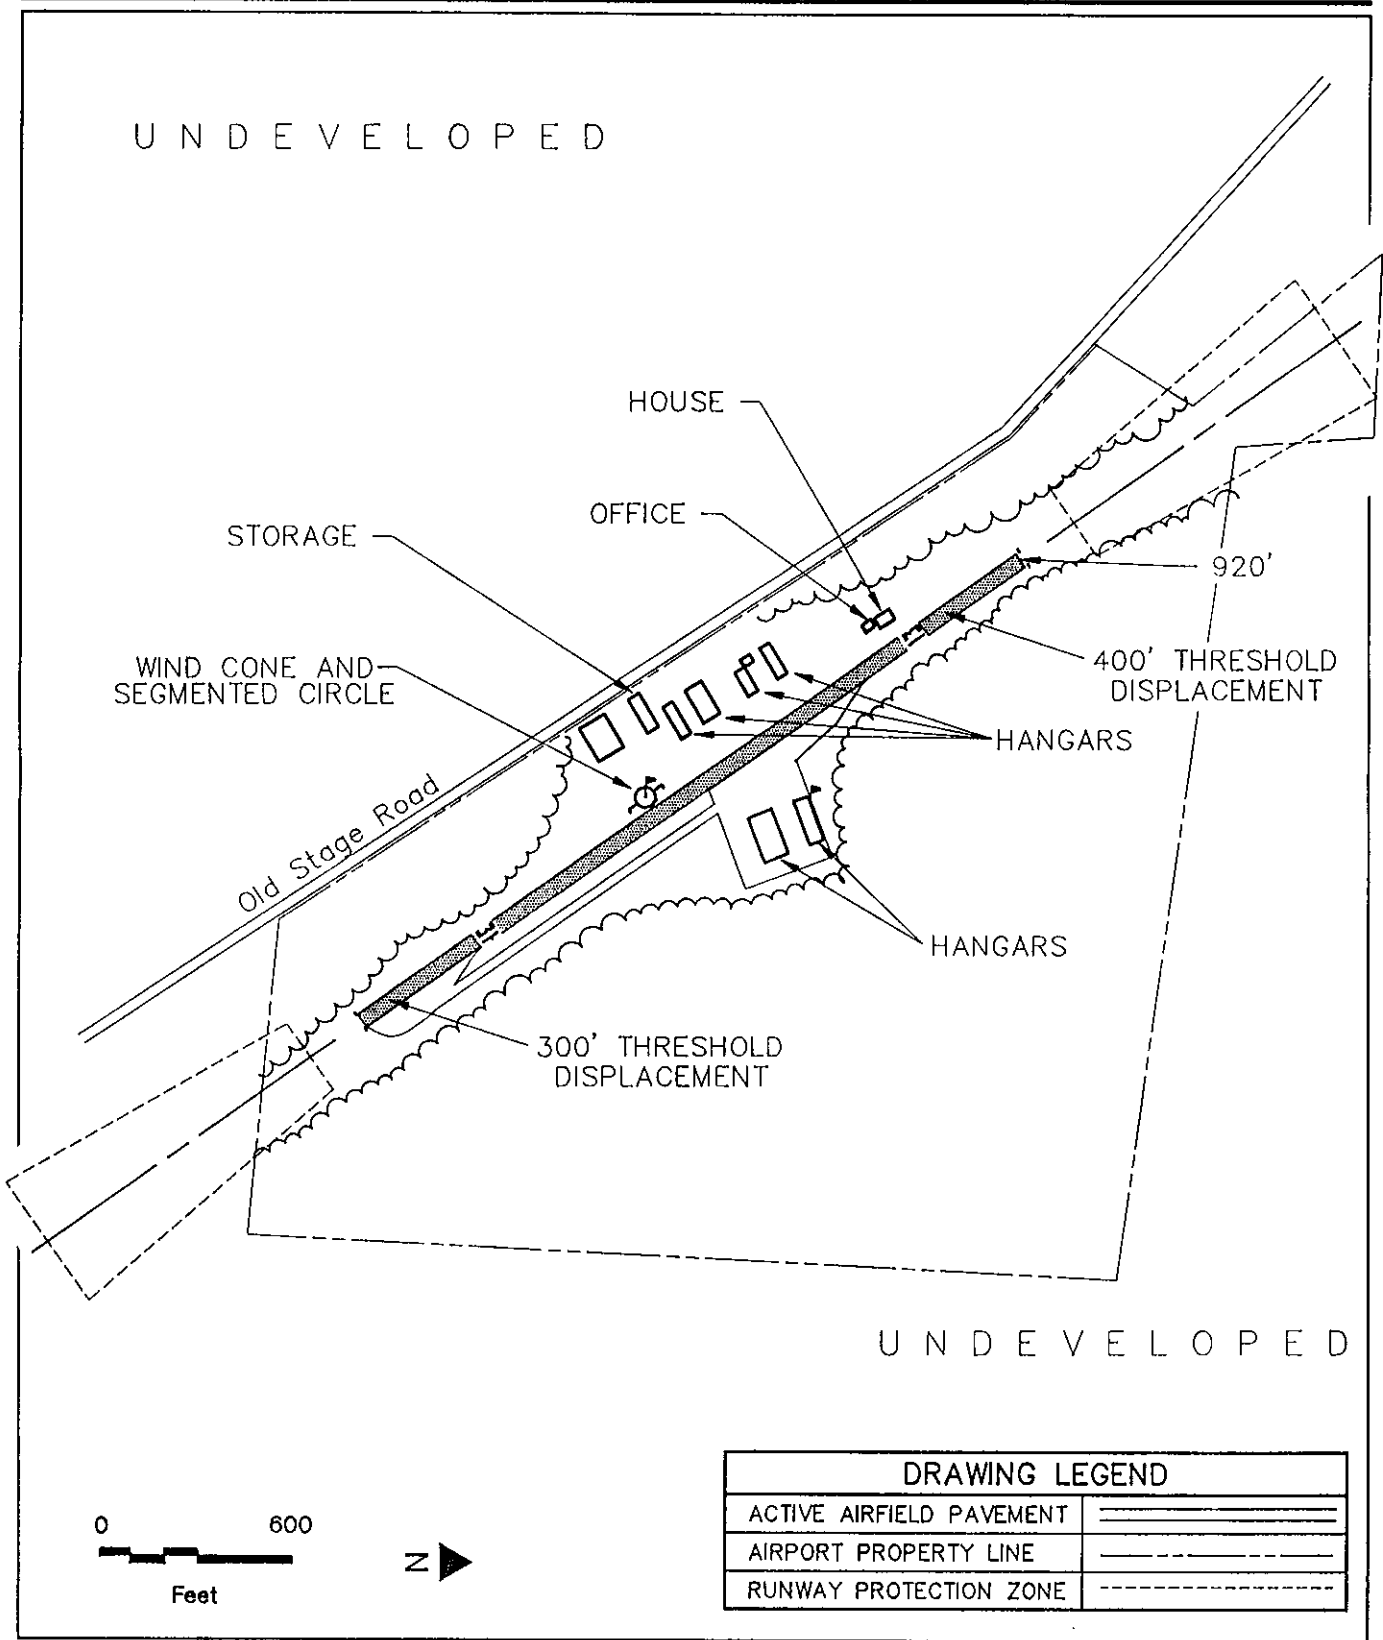 UNDEVELOPED
HOUSE
OFFICE
STORAGE
920'
WIND CONE AND
SEGMENTED CIRCLE
400' THRESHOLD
DISPLACEMENT
HANGARS
Old Stage Road
HANGARS
300' THRESHOLD
DISPLACEMENT
UNDEVELOPED
DRAWING LEGEND
ACTIVE AIRFIELD PAVEMENT
AIRPORT PROPERTY LINE
RUNWAY PROTECTION ZONE
0 600
Feet
N